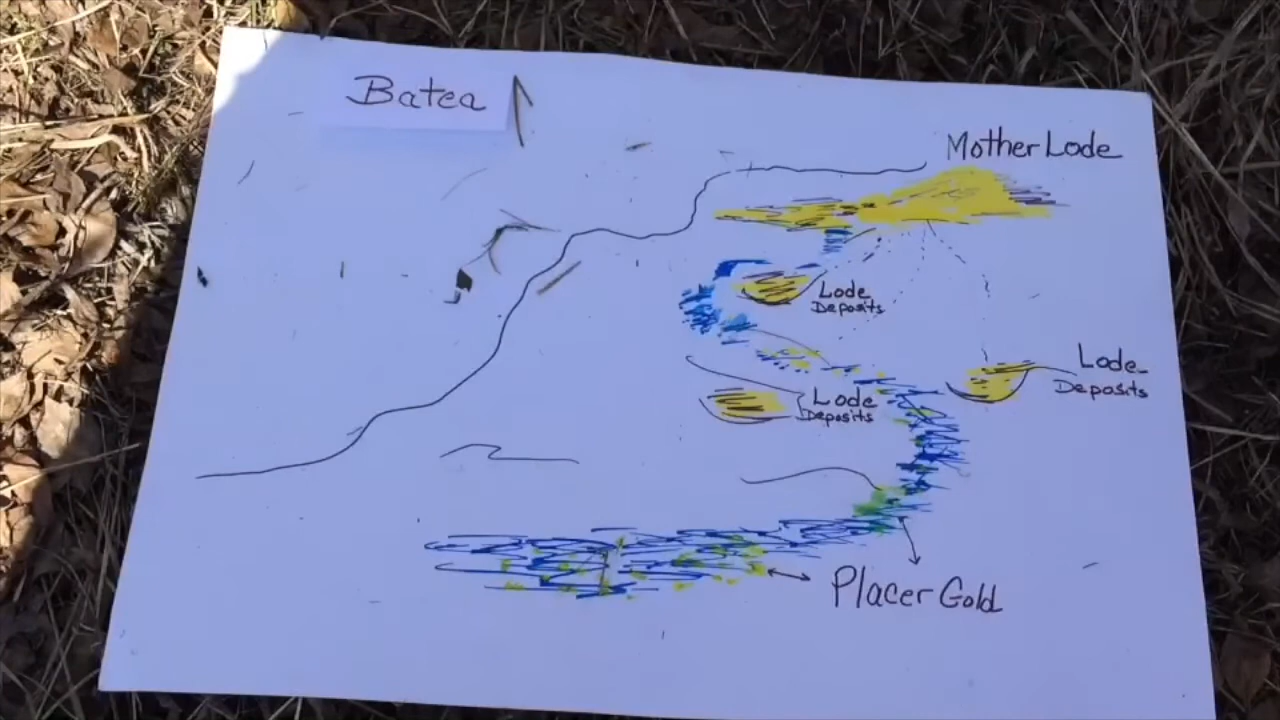 Batea
Mother Lode
Lode
Deposits
Lode
Deposits
Lode
Deposits
Placer Gold